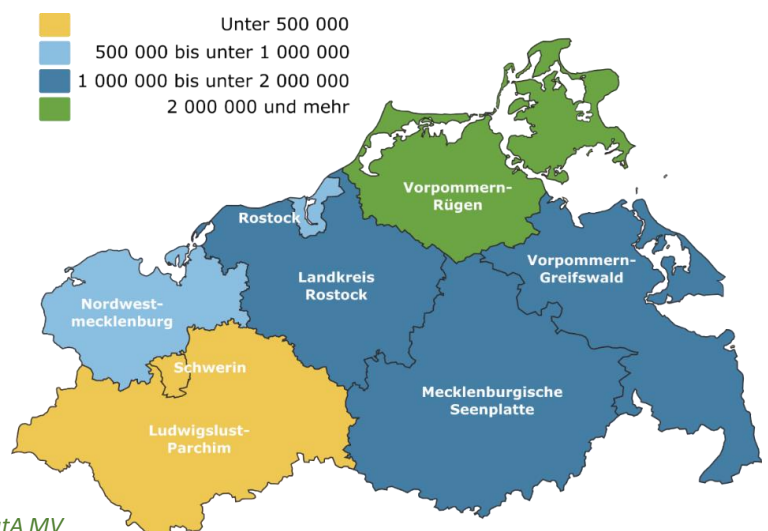 Unter 500 000
500 000 bis unter 1 000 000
1 000 000 bis unter 2 000 000
2 000 000 und mehr
Vorpommern-
Rügen
Rostock
Vorpommern-
Greifswald
Landkreis
Rostock
Nordwest-
mecklenburg
Schwerin
Mecklenburgische
Seenplatte
Ludwigslust-
Parchim
MV